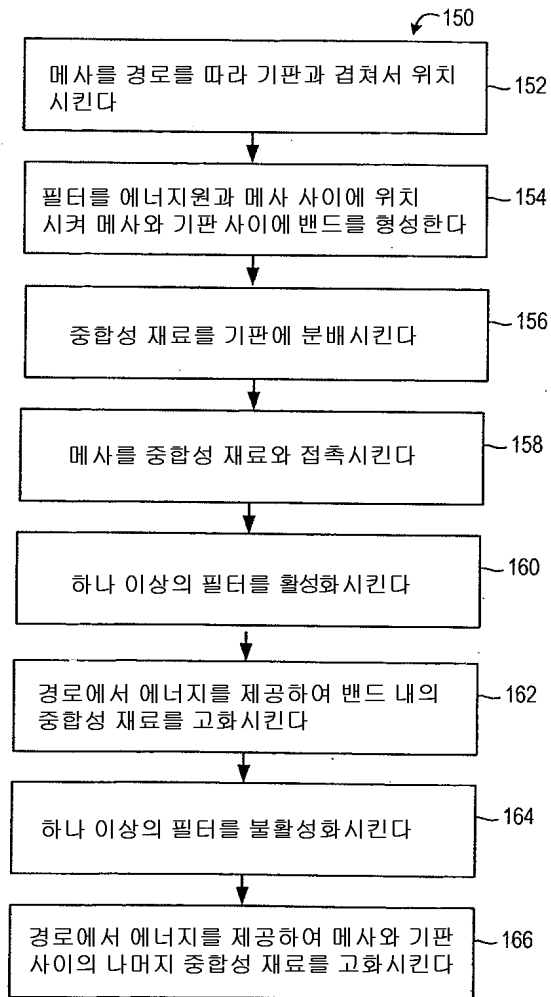 150
메사를 경로를 따라 기판과 겹쳐서 위치
시킨다
152
필터를 에너지원과 메사 사이에 위치
시켜 메사와 기판 사이에 밴드를 형성한다
154
중합성 재료를 기판에 분배시킨다
156
메사를 중합성 재료와 접촉시킨다
158
하나 이상의 필터를 활성화시킨다
160
경로에서 에너지를 제공하여 밴드 내의
중합성 재료를 고화시킨다
162
하나 이상의 필터를 불활성화시킨다
164
경로에서 에너지를 제공하여 메사와 기판
사이의 나머지 중합성 재료를 고화시킨다
166